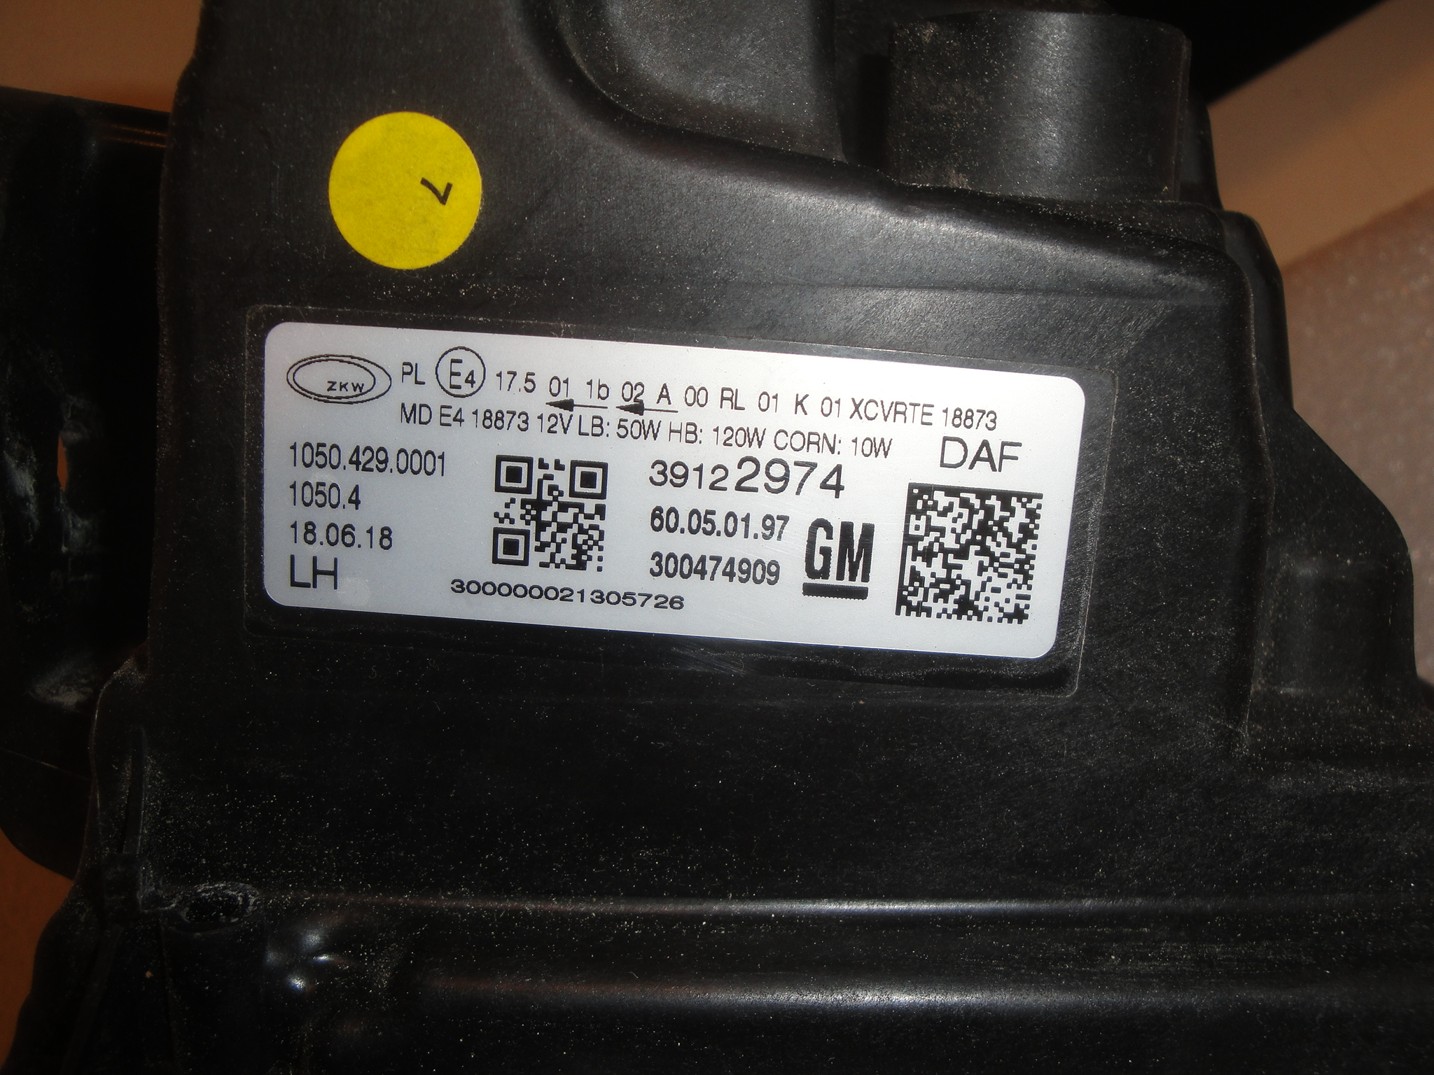 7
ZKW PL E4 17.5 01 1b 02 A 00 RL 01 K 01 XCVRTE 18873
MD E4 18873 12V LB: 50W HB: 120W CORN: 10W
DAF
1050.429.0001
1050.4
18.06.18
LH
39122974
60.05.01.97
300474909
GM
300000021305726